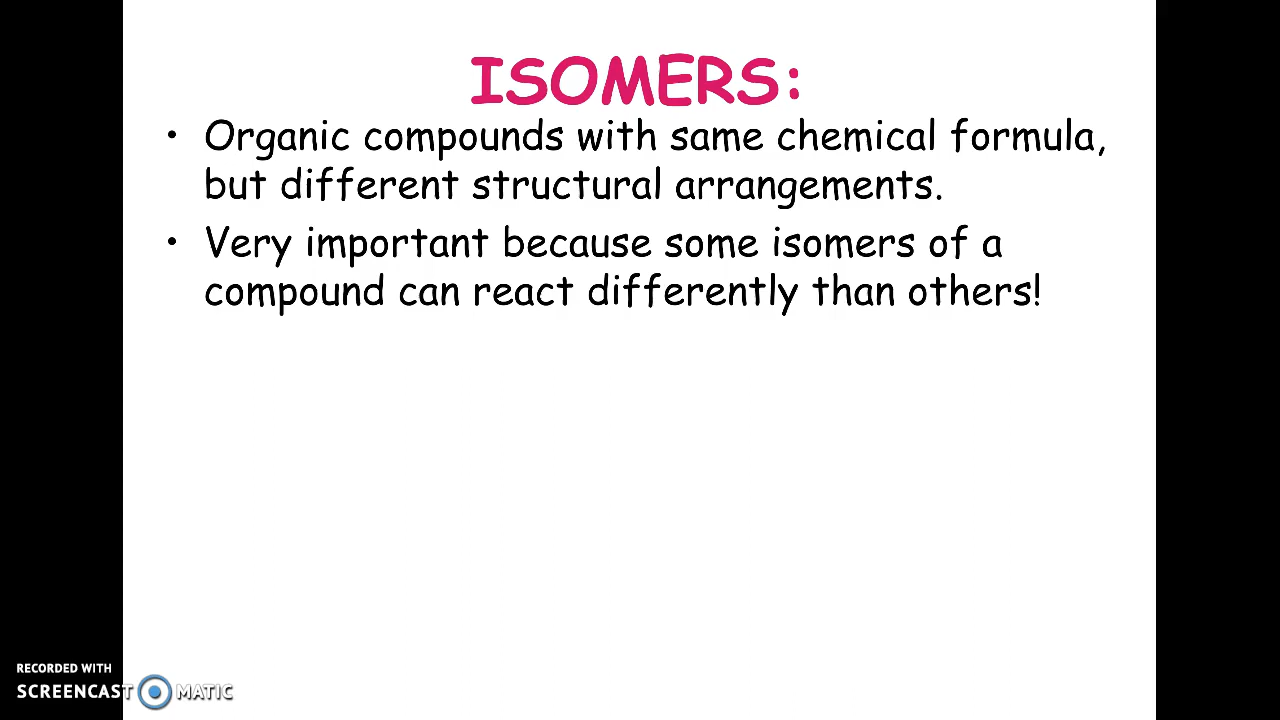 ISOMERS:
• Organic compounds with same chemical formula,
but different structural arrangements.
• Very important because some isomers of a
compound can react differently than others!
RECORDED WITH
SCREENCAST MATIC